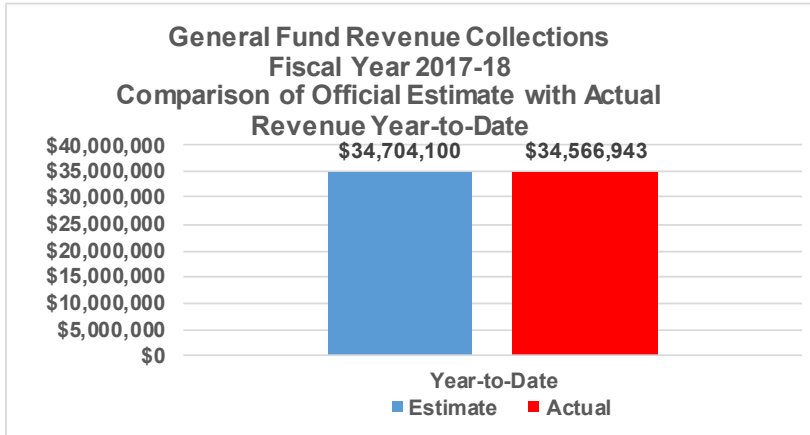 General Fund Revenue Collections
Fiscal Year 2017-18
Comparison of Official Estimate with Actual
Revenue Year-to-Date
$40,000,000
$34,704,100 $34,566,943
$35,000,000
$30,000,000
$25,000,000
$20,000,000
$15,000,000
$10,000,000
$5,000,000
$0
Year-to-Date
Estimate Actual